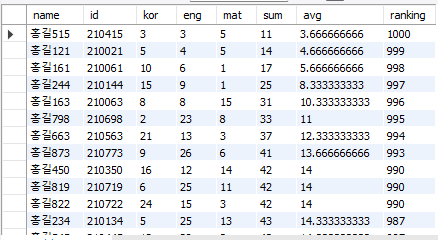 name id kor eng mat sum avg ranking
홍길515 210415 3 3 5 11 3.666666666 1000
홍길121 210021 5 4 5 14 4.666666666 999
홍길161 210061 10 6 1 17 5.666666666 998
홍길244 210144 15 9 1 25 8.333333333 997
홍길163 210063 8 8 15 31 10.333333333 996
홍길798 210698 2 23 8 33 11 995
홍길663 210563 21 13 3 37 12.333333333 994
홍길873 210773 9 26 6 41 13.666666666 993
홍길450 210350 16 12 14 42 14 990
홍길819 210719 6 25 11 42 14 990
홍길822 210722 24 15 3 42 14 990
홍길234 210134 5 25 13 43 14.333333333 987